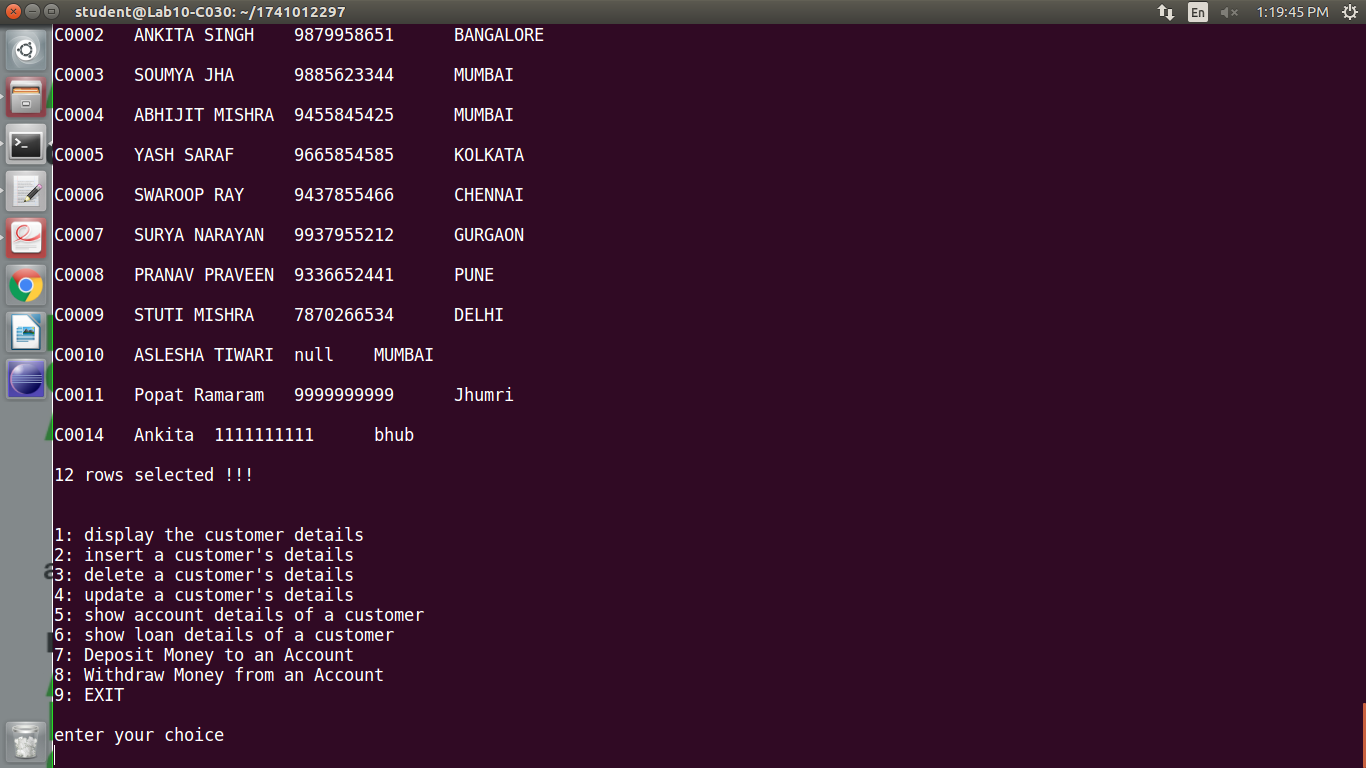 student@Lab10-C030: ~/1741012297
En
1:19:45 PM
C0002 ANKITA SINGH 9879958651 BANGALORE
C0003 SOUMYA JHA 9885623344 MUMBAI
C0004 ABHIJIT MISHRA 9455845425 MUMBAI
C0005 YASH SARAF 9665854585 KOLKATA
C0006 SWAROOP RAY 9437855466 CHENNAI
C0007 SURYA NARAYAN 9937955212 GURGAON
C0008 PRANAV PRAVEEN 9336652441 PUNE
C0009 STUTI MISHRA 7870266534 DELHI
C0010 ASLESHA TIWARI null MUMBAI
C0011 Popat Ramaram 9999999999 Jhumri
C0014 Ankita 1111111111 bhub
12 rows selected !!!
1: display the customer details
2: insert a customer's details
3: delete a customer's details
4: update a customer's details
5: show account details of a customer
6: show loan details of a customer
7: Deposit Money to an Account
8: Withdraw Money from an Account
9: EXIT
enter your choice